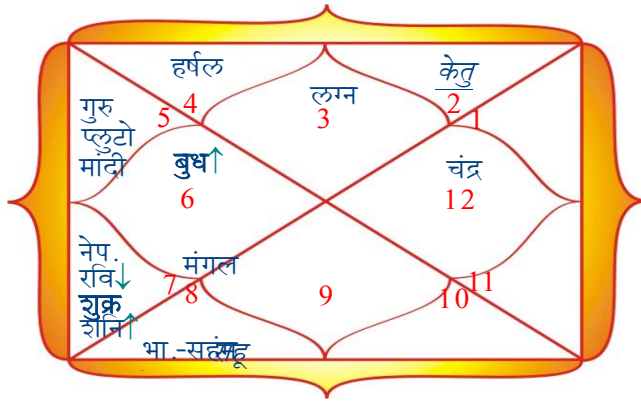 हर्षल
केतु
गुरु
प्लुटो
मांदी
5
4
लग्न
3
2
1
बुध↑
6
चंद्र
12
नेप.
रवि↓
शुक्र
शनि↑
मंगल
7
8
9
10
11
भा.-